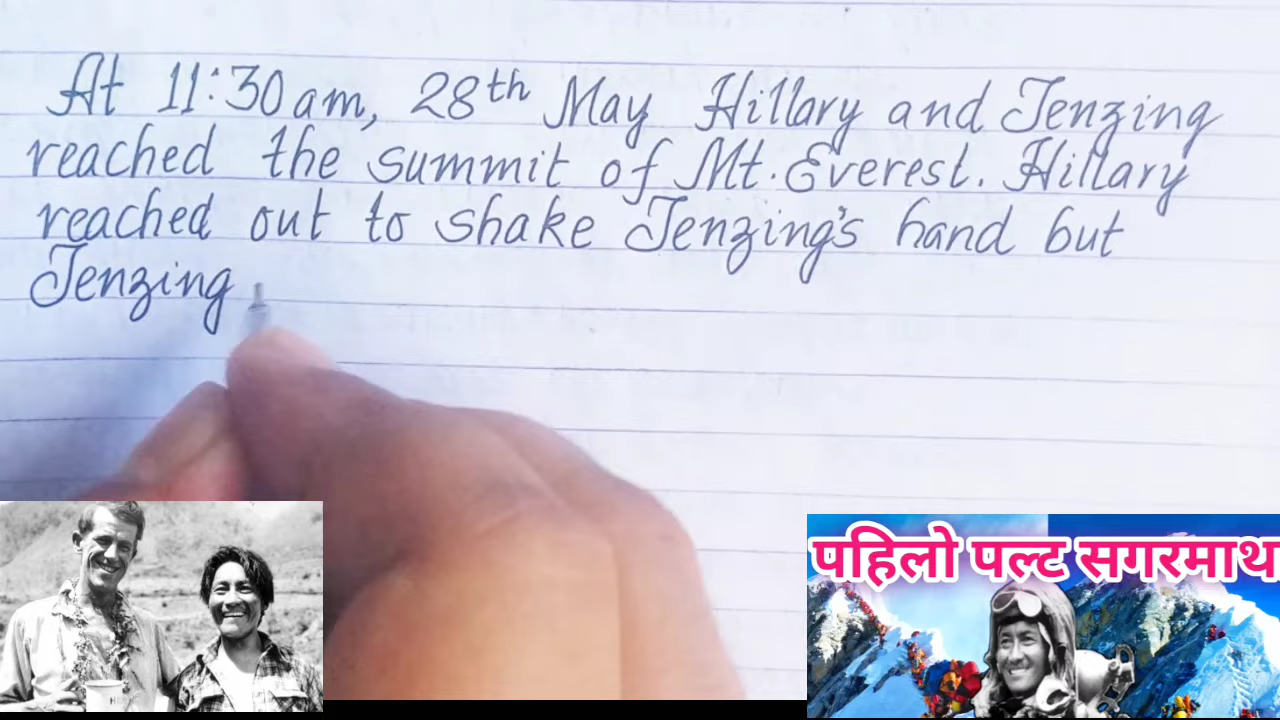 At 11:30 am, 28th May Hillary and Tenzing
reached the summit of Mt. Everest. Hillary
reached out to shake Tenzing's hand but
Tenzing
पहिलो पल्ट सगरमाथ